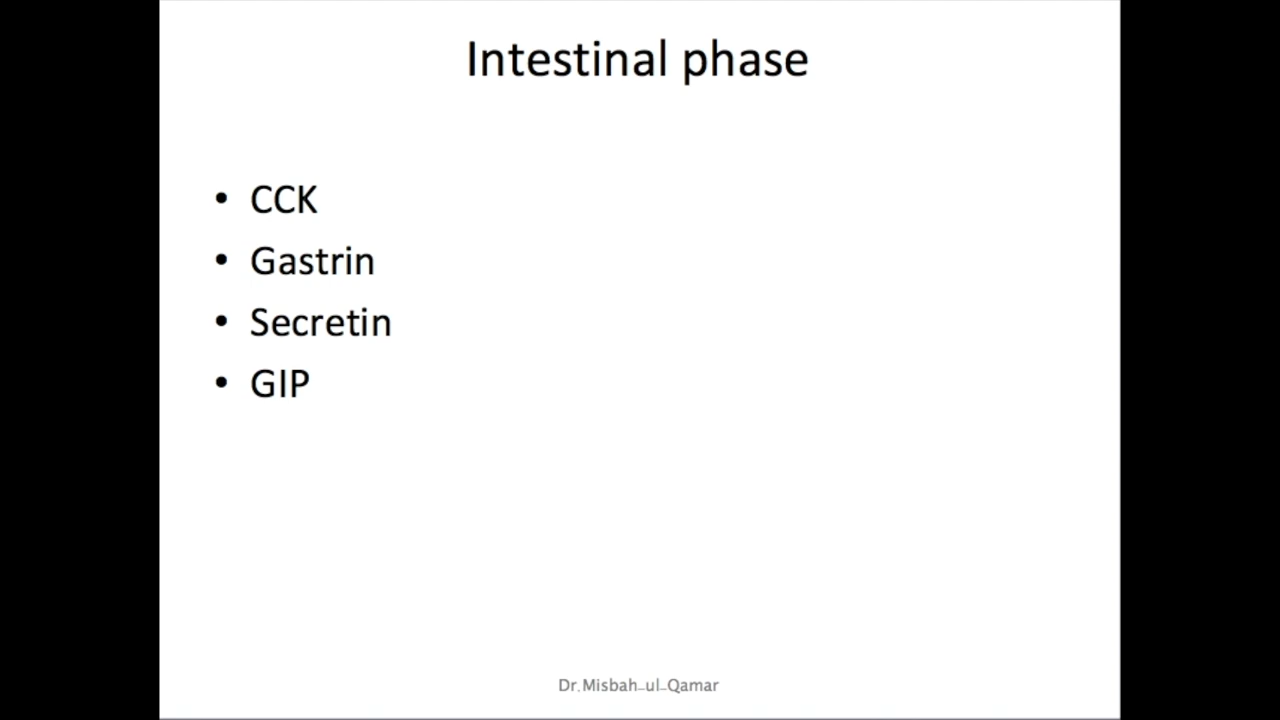 Intestinal phase
• CCK
• Gastrin
• Secretin
• GIP
Dr.Misbah-ul-Qamar